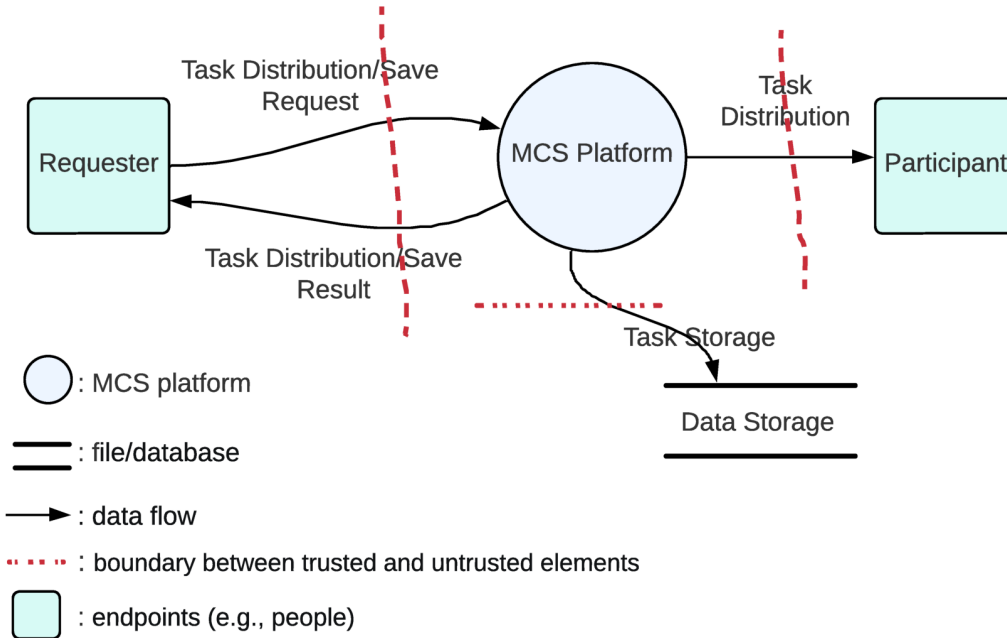 Task Distribution/Save
Request
Task
Distribution
Requester
MCS Platform
Participant
Task Distribution/Save
Result
Task Storage
Data Storage
: MCS platform
: file/database
: data flow
: boundary between trusted and untrusted elements
: endpoints (e.g., people)